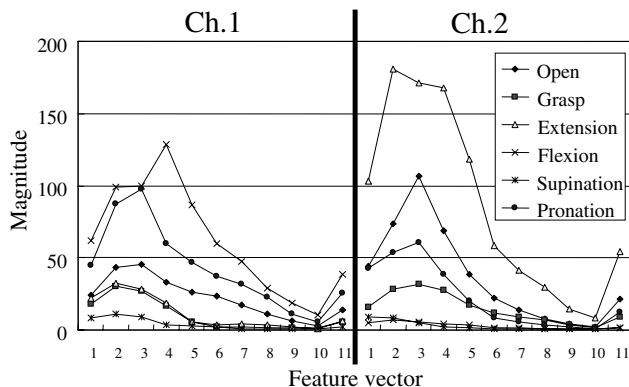 Ch.1 Ch.2
200
150
100
50
0
Magnitude
Open
Grasp
Extension
Flexion
Supination
Pronation
1 2 3 4 5 6 7 8 9 10 11 1 2 3 4 5 6 7 8 9 10 11
Feature vector